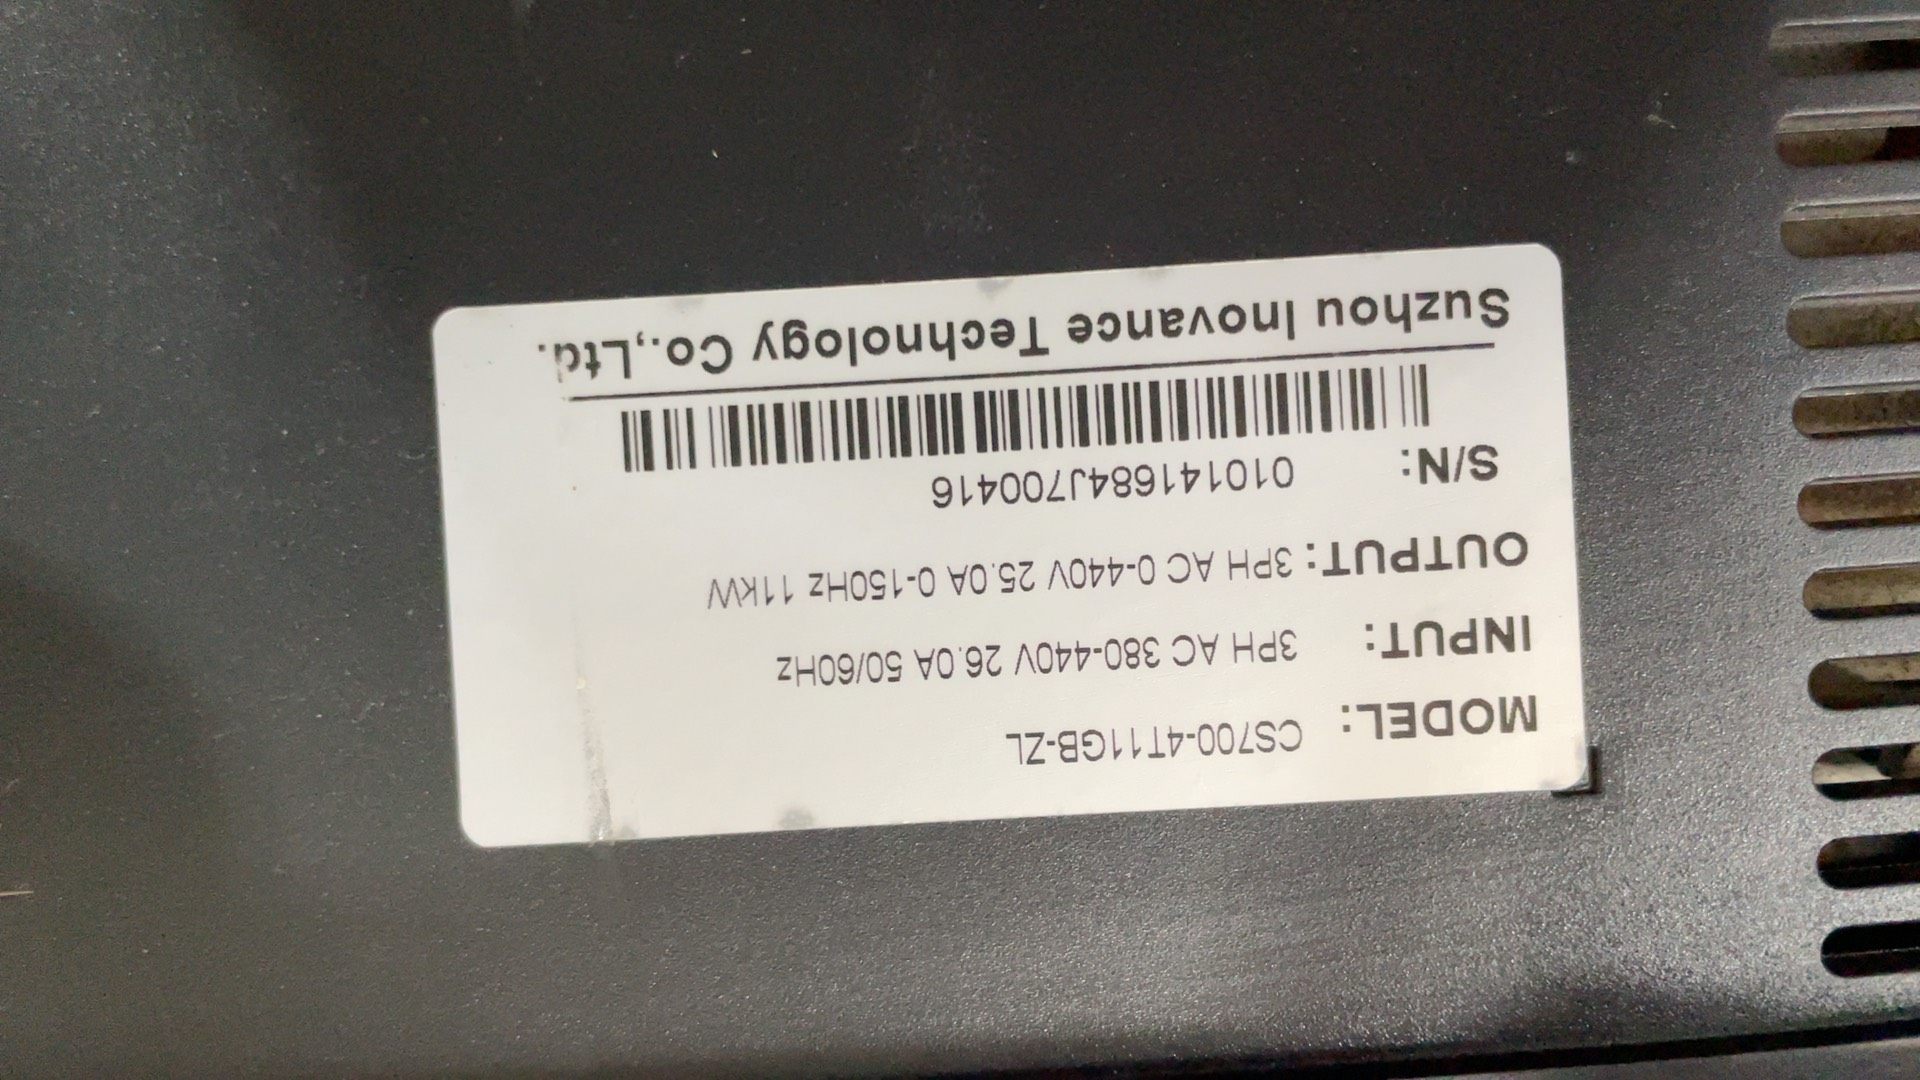 MODEL: CS700-4T11GB-ZL
INPUT: 3PH AC 380-440V 26.0A 50/60Hz
OUTPUT: 3PH AC 0-440V 25.0A 0-150Hz 11kW
S/N: 010141684J700416
Suzhou Inovance Technology Co.,Ltd.